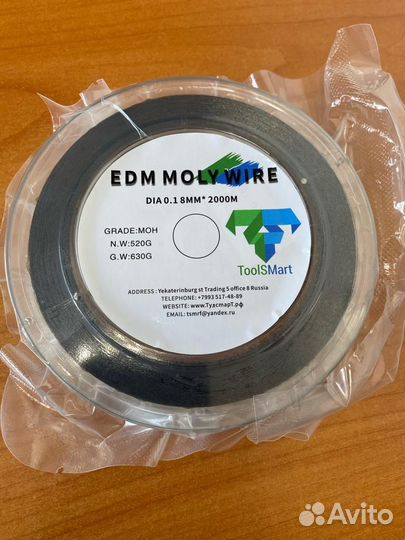 EDM MOLY WIRE
DIA 0.18MM* 2000M
GRADE:MOH
N.W:520G
G.W:630G
ToolSMart
ADDRESS : Yekaterinburg st Trading 5 office 8 Russia
TELEPHONE: +7993 517-48-89
WEBSITE: www.ТуасмарТ.рф
EMAIL: tsmrf@yandex.ru
Avito